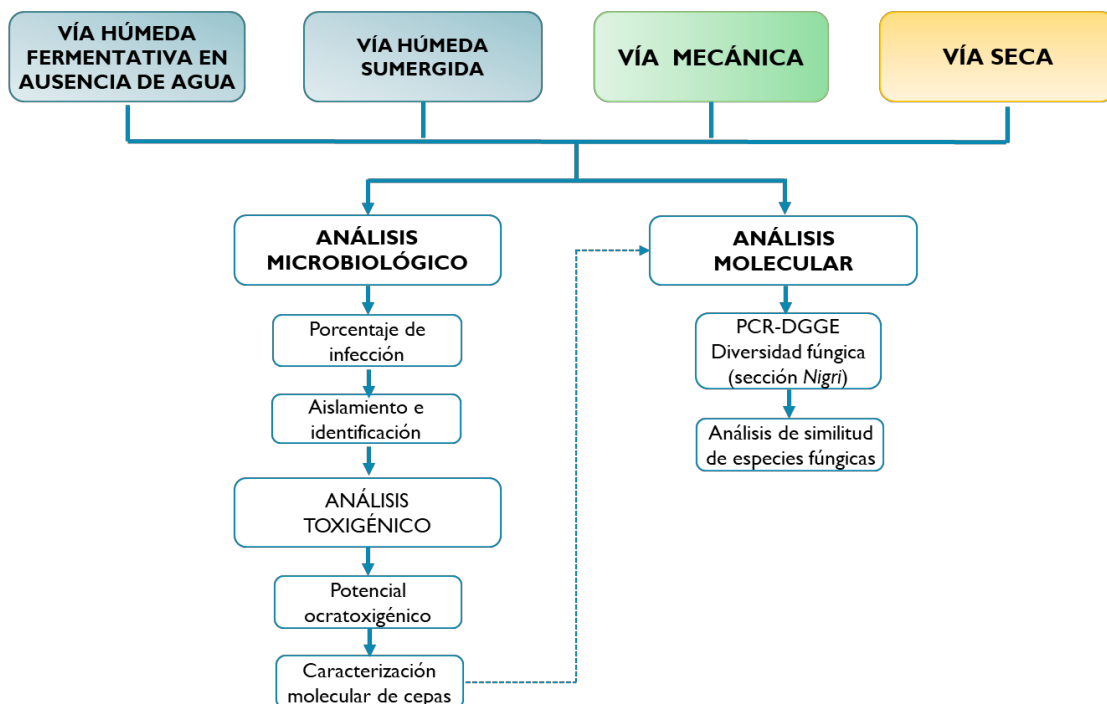 VÍA HÚMEDA
FERMENTATIVA EN
AUSENCIA DE AGUA
VÍA HÚMEDA
SUMERGIDA
VÍA MECÁNICA
VÍA SECA
ANÁLISIS
MICROBIOLÓGICO
Porcentaje de
infección
Aislamiento e
identificación
ANÁLISIS
TOXIGÉNICO
Potencial
ocratoxigénico
Caracterización
molecular de cepas
ANÁLISIS
MOLECULAR
PCR-DGGE
Diversidad fúngica
(sección Nigri)
Análisis de similitud
de especies fúngicas